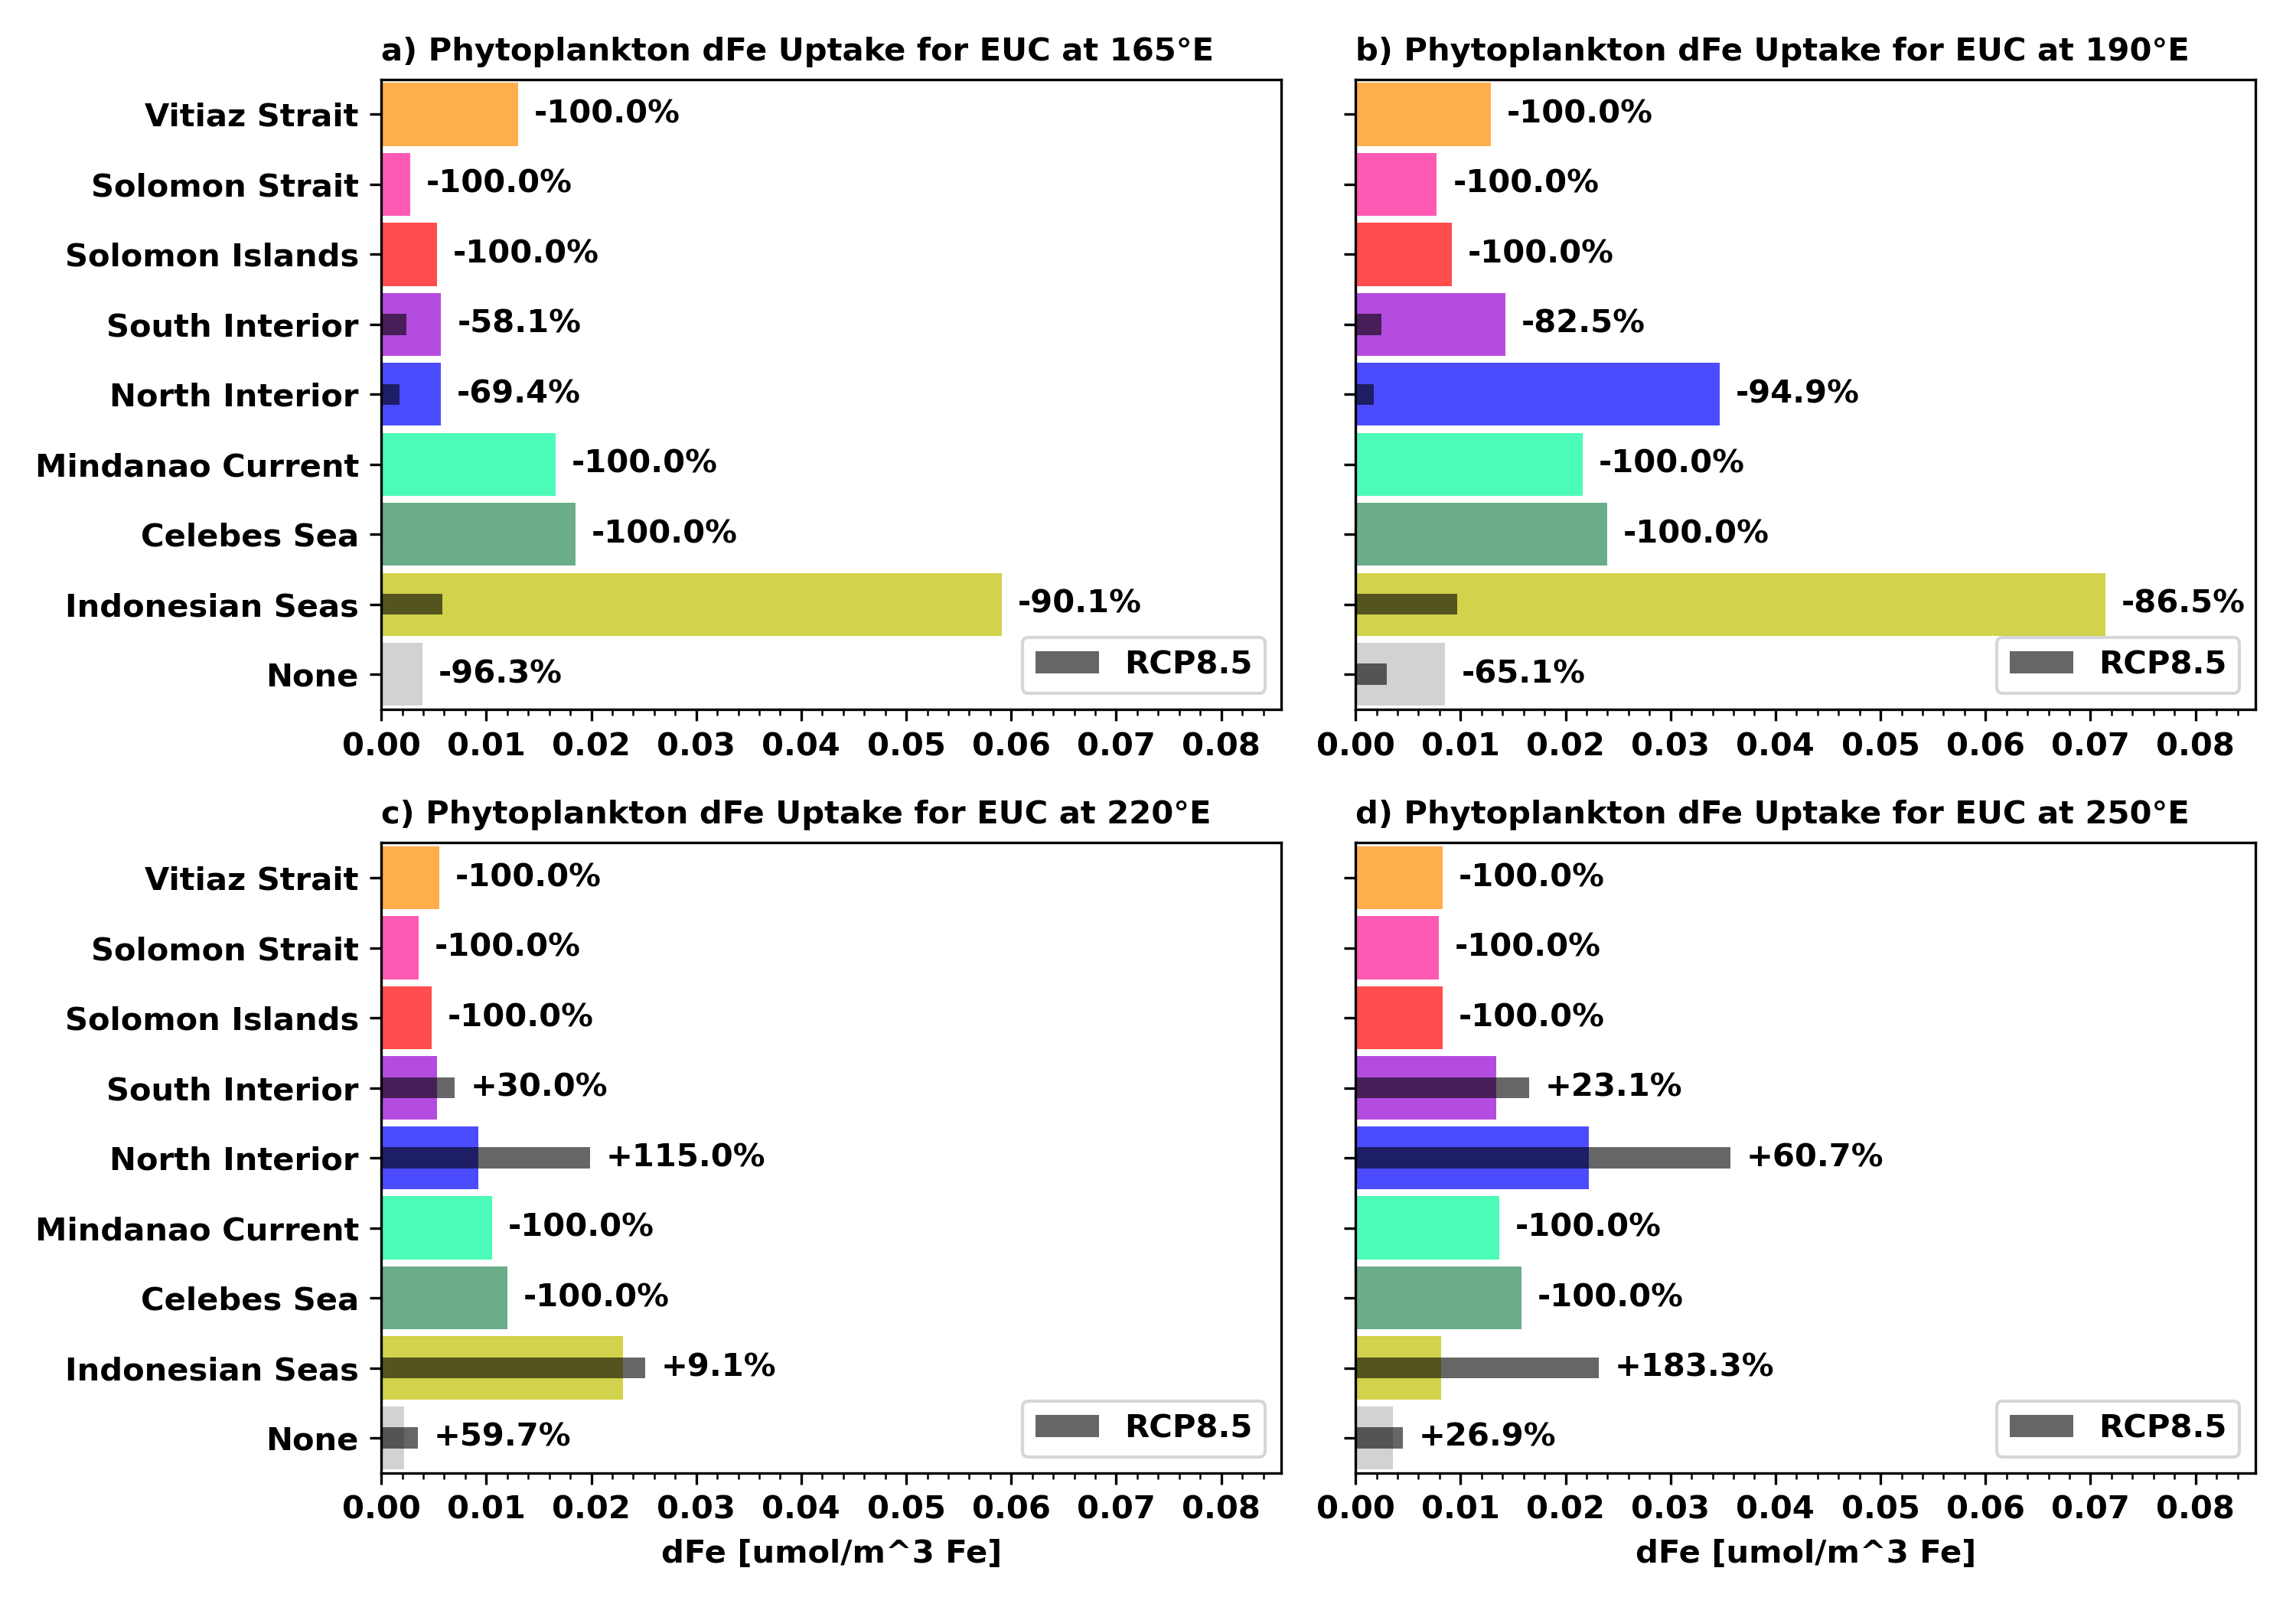 a) Phytoplankton dFe Uptake for EUC at 165°E
Vitiaz Strait -100.0%
Solomon Strait -100.0%
Solomon Islands -100.0%
South Interior -58.1%
North Interior -69.4%
Mindanao Current -100.0%
Celebes Sea -100.0%
Indonesian Seas -90.1%
None -96.3%
RCP8.5
0.00 0.01 0.02 0.03 0.04 0.05 0.06 0.07 0.08
b) Phytoplankton dFe Uptake for EUC at 190°E
-100.0%
-100.0%
-100.0%
-82.5%
-94.9%
-100.0%
-100.0%
-86.5%
-65.1%
RCP8.5
0.00 0.01 0.02 0.03 0.04 0.05 0.06 0.07 0.08
c) Phytoplankton dFe Uptake for EUC at 220°E
Vitiaz Strait -100.0%
Solomon Strait -100.0%
Solomon Islands -100.0%
South Interior +30.0%
North Interior +115.0%
Mindanao Current -100.0%
Celebes Sea -100.0%
Indonesian Seas +9.1%
None +59.7%
RCP8.5
0.00 0.01 0.02 0.03 0.04 0.05 0.06 0.07 0.08
dFe [umol/m^3 Fe]
d) Phytoplankton dFe Uptake for EUC at 250°E
-100.0%
-100.0%
-100.0%
+23.1%
+60.7%
-100.0%
-100.0%
+183.3%
+26.9%
RCP8.5
0.00 0.01 0.02 0.03 0.04 0.05 0.06 0.07 0.08
dFe [umol/m^3 Fe]